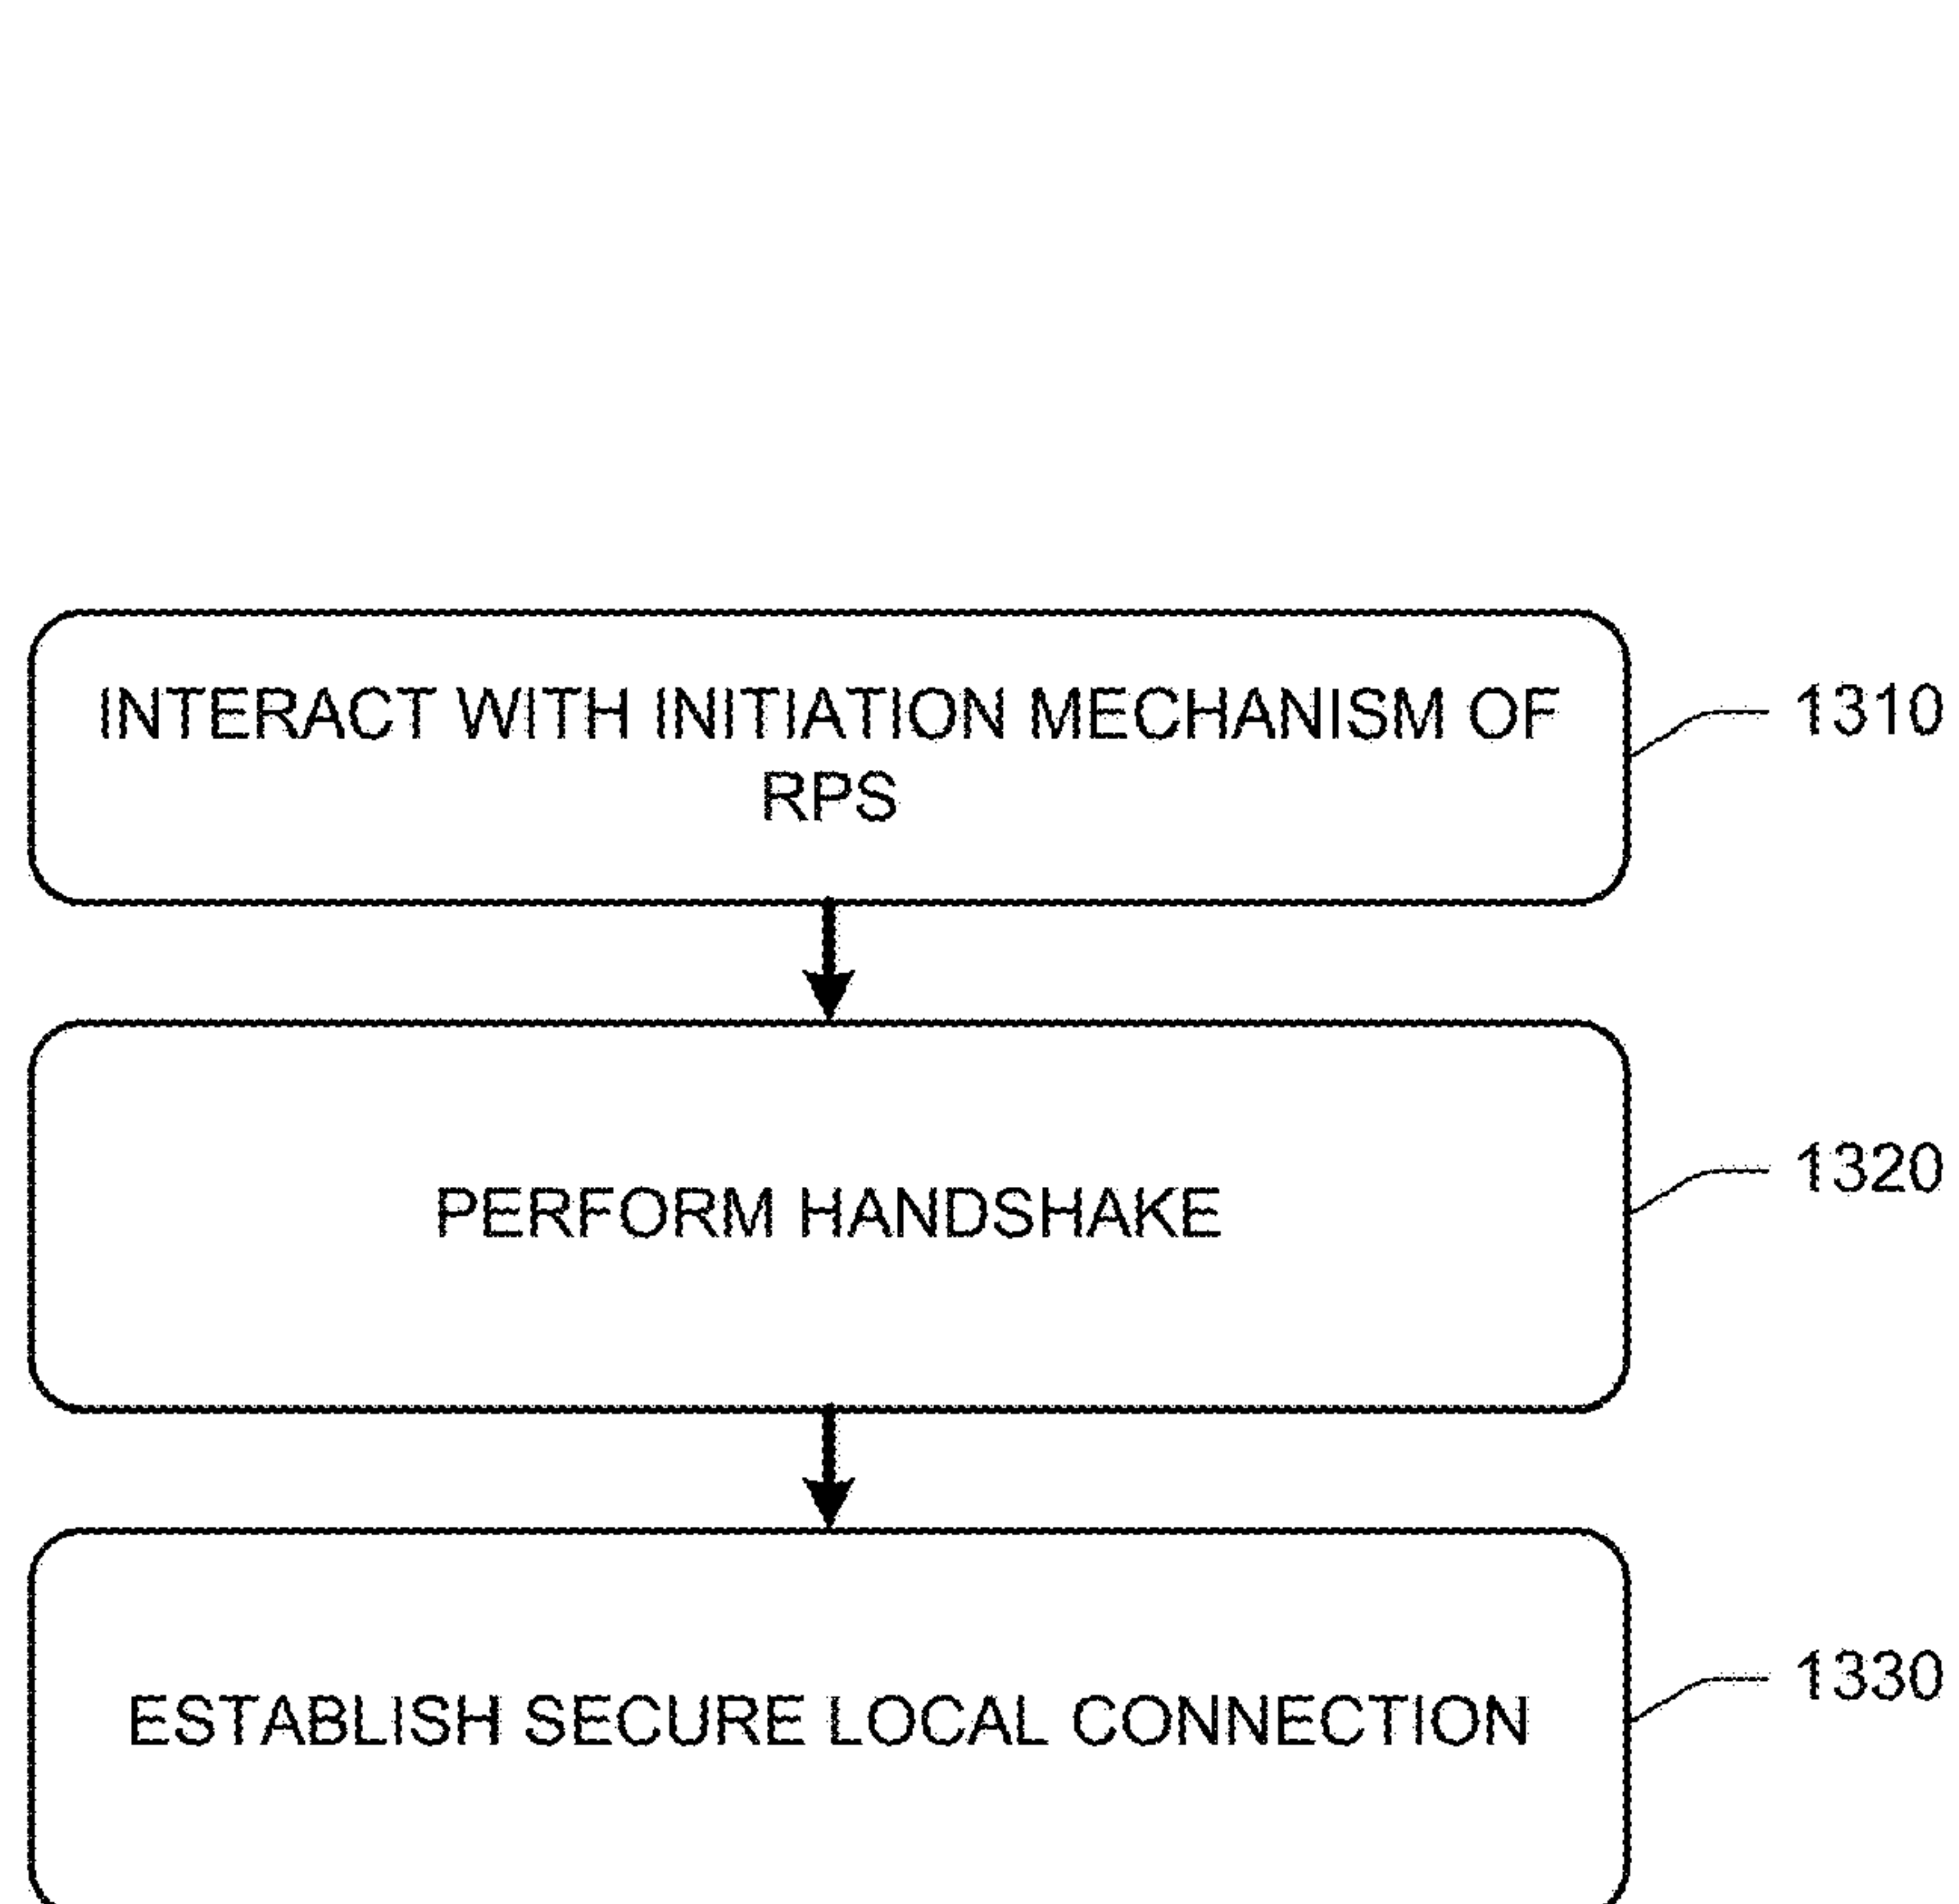 INTERACT WITH INITIATION MECHANISM OF
RPS
1310
PERFORM HANDSHAKE
1320
ESTABLISH SECURE LOCAL CONNECTION
1330